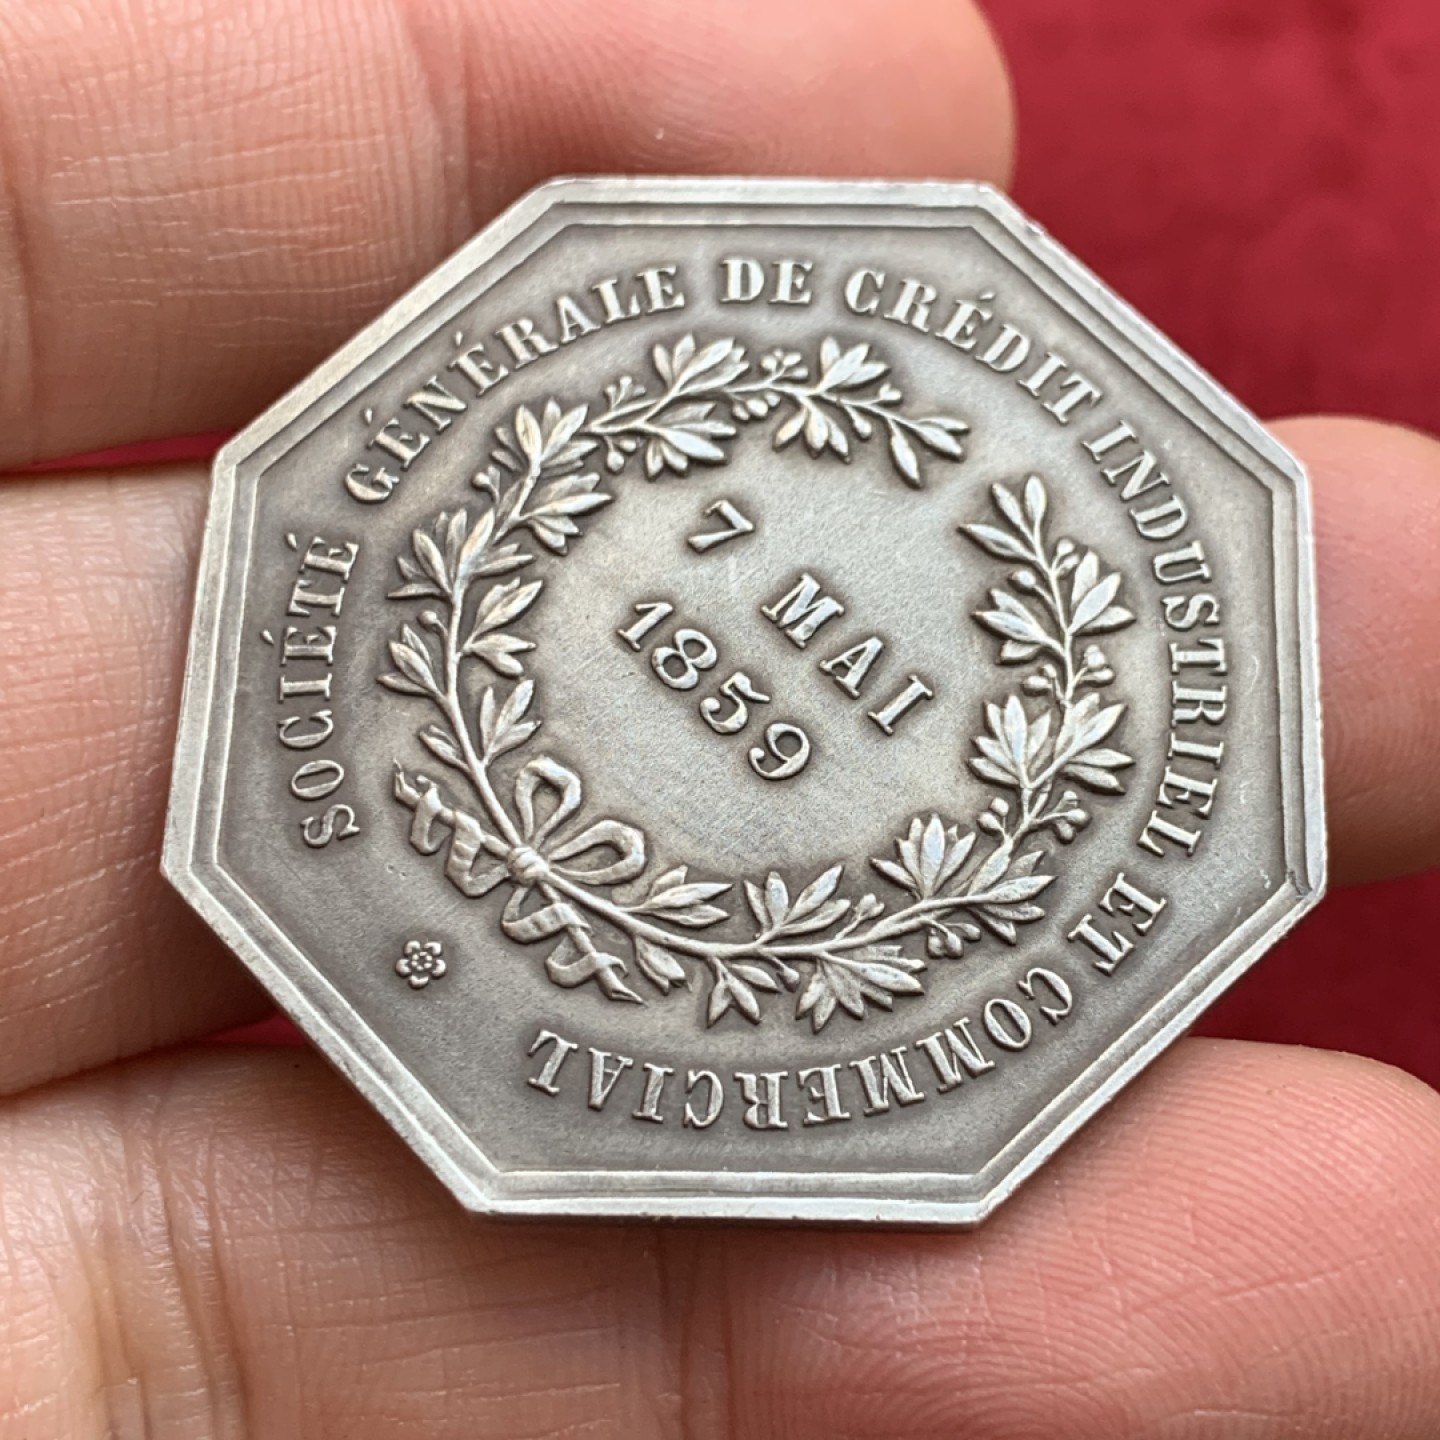 SOCIÉTÉ GÉNÉRALE DE CRÉDIT INDUSTRIEL ET COMMERCIAL
7 MAI
1859